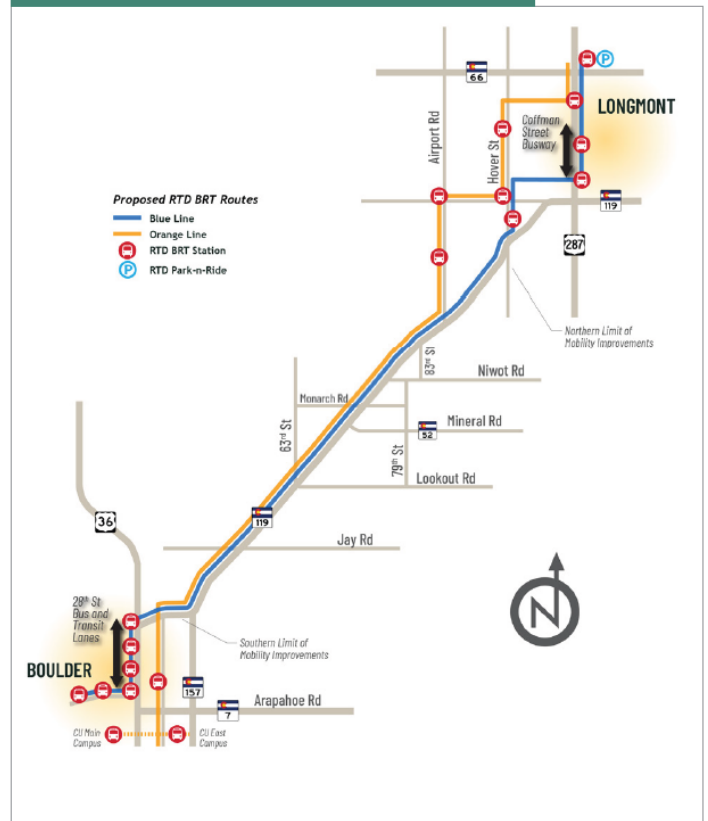 66
P
LONGMONT
Coffman
Street
Busway
Airport Rd
Hover St
Proposed RTD BRT Routes
Blue Line
Orange Line
RTD BRT Station
P
RTD Park-n-Ride
119
287
Northern Limit of
Mobility Improvements
83rd St
Niwot Rd
Monarch Rd
63rd St
Mineral Rd
52
79th St
Lookout Rd
36
119
Jay Rd
N
28th St
Bus and
Transit
Lanes
Southern Limit of
Mobility Improvements
BOULDER
157
Arapahoe Rd
7
CU Main
Campus
CU East
Campus